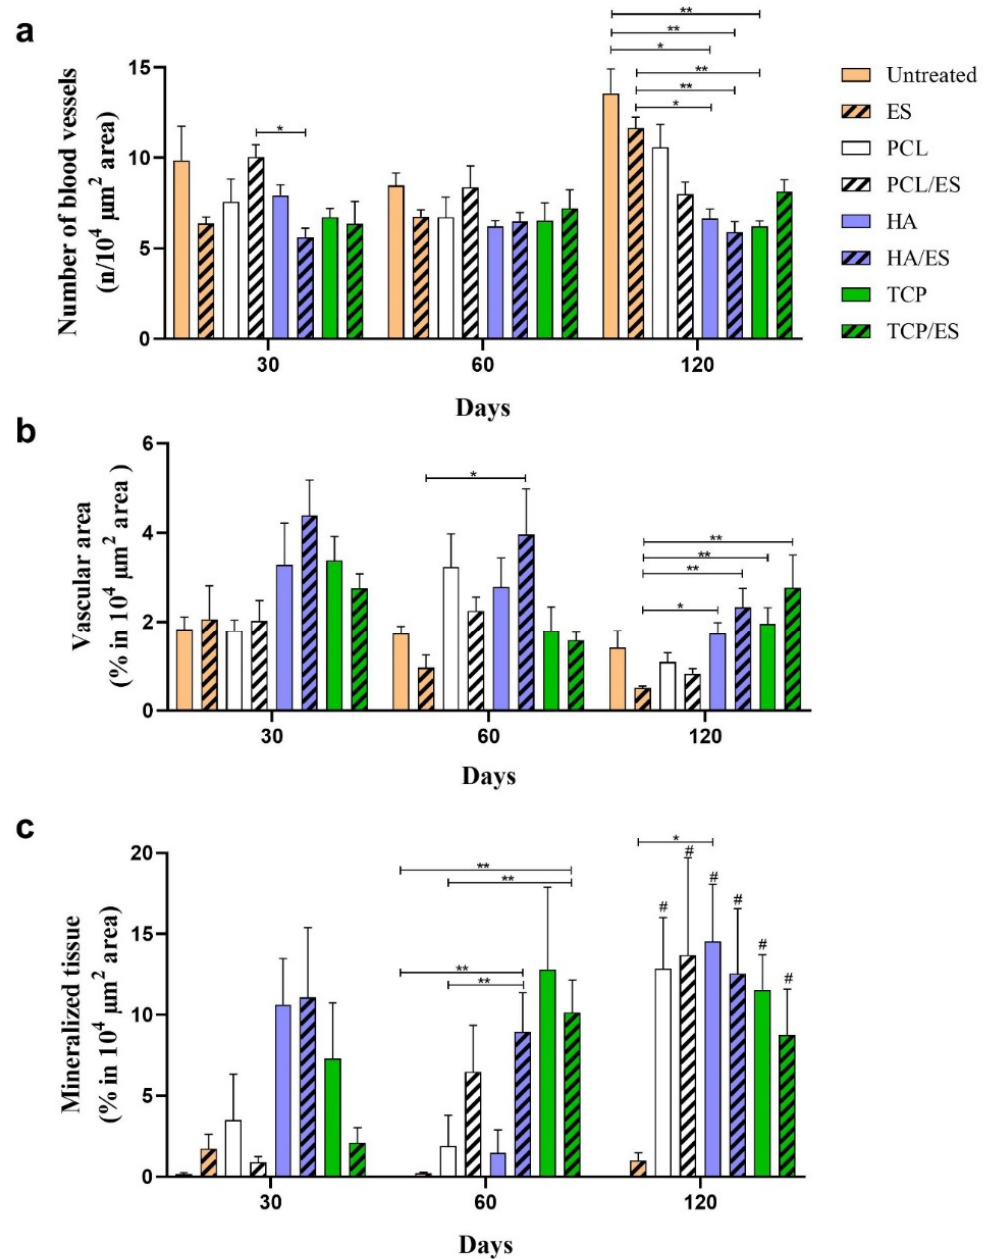 a
Number of blood vessels
(n/10⁴ μm² area)
15
10
5
0
*
**
**
*
**
**
*
30
60
120
Days
Untreated
ES
PCL
PCL/ES
HA
HA/ES
TCP
TCP/ES
b
Vascular area
(% in 10⁴ μm² area )
6
4
2
0
*
**
**
**
*
30
60
120
Days
c
Mineralized tissue
(% in 10⁴ μm² area)
20
15
10
5
0
**
**
**
**
*
#
#
#
#
#
#
30
60
120
Days